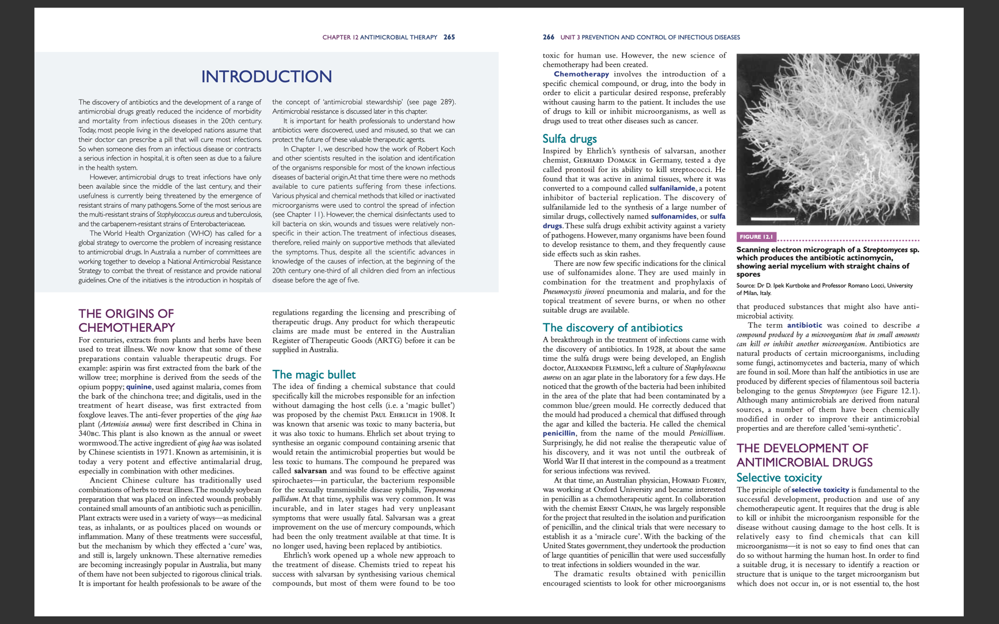 CHAPTER 12 ANTIMICROBIAL THERAPY 265
INTRODUCTION
The discovery of antibiotics and the development of a range of
antimicrobial drugs greatly reduced the incidence of morbidity
and mortality from infectious diseases in the 20th century.
Today, most people living in the developed nations assume that
their doctor can prescribe a pill that will cure most infections.
So when someone dies from an infectious disease or contracts
a serious infection in hospital, it is often seen as due to a failure
in the health system.
However, antimicrobial drugs to treat infections have only
been available since the middle of the last century, and their
usefulness is currently being threatened by the emergence of
resistant strains of many pathogens. Some of the most serious are
the multi-resistant strains of Staphylococcus aureus and tuberculosis,
and the carbapenem-resistant strains of Enterobacteriaceae.
The World Health Organization (WHO) has called for a
global strategy to overcome the problem of increasing resistance
to antimicrobial drugs. In Australia a number of committees are
working together to develop a National Antimicrobial Resistance
Strategy to combat the threat of resistance and provide national
guidelines. One of the initiatives is the introduction in hospitals of
the concept of 'antimicrobial stewardship' (see page 289).
Antimicrobial resistance is discussed later in this chapter.
It is important for health professionals to understand how
antibiotics were discovered, used and misused, so that we can
protect the future of these valuable therapeutic agents.
In Chapter 1, we described how the work of Robert Koch
and other scientists resulted in the isolation and identification
of the organisms responsible for most of the known infectious
diseases of bacterial origin. At that time there were no methods
available to cure patients suffering from these infections.
Various physical and chemical methods that killed or inactivated
microorganisms were used to control the spread of infection
(see Chapter 11). However, the chemical disinfectants used to
kill bacteria on skin, wounds and tissues were relatively non-
specific in their action. The treatment of infectious diseases,
therefore, relied mainly on supportive methods that alleviated
the symptoms. Thus, despite all the scientific advances in
knowledge of the causes of infection, at the beginning of the
20th century one-third of all children died from an infectious
disease before the age of five.
THE ORIGINS OF
CHEMOTHERAPY
For centuries, extracts from plants and herbs have been
used to treat illness. We now know that some of these
preparations contain valuable therapeutic drugs. For
example: aspirin was first extracted from the bark of the
willow tree; morphine is derived from the seeds of the
opium poppy; quinine, used against malaria, comes from
the bark of the chinchona tree; and digitalis, used in the
treatment of heart disease, was first extracted from
foxglove leaves. The anti-fever properties of the qing hao
plant (Artemisia annua) were first described in China in
340BC. This plant is also known as the annual or sweet
wormwood. The active ingredient of qing hao was isolated
by Chinese scientists in 1971. Known as artemisinin, it is
today a very potent and effective antimalarial drug,
especially in combination with other medicines.
Ancient Chinese culture has traditionally used
combinations of herbs to treat illness. The mouldy soybean
preparation that was placed on infected wounds probably
contained small amounts of an antibiotic such as penicillin.
Plant extracts were used in a variety of ways—as medicinal
teas, as inhalants, or as poultices placed on wounds or
inflammation. Many of these treatments were successful,
but the mechanism by which they effected a 'cure' was,
and still is, largely unknown. These alternative remedies
are becoming increasingly popular in Australia, but many
of them have not been subjected to rigorous clinical trials.
It is important for health professionals to be aware of the
regulations regarding the licensing and prescribing of
therapeutic drugs. Any product for which therapeutic
claims are made must be entered in the Australian
Register of Therapeutic Goods (ARTG) before it can be
supplied in Australia.
The magic bullet
The idea of finding a chemical substance that could
specifically kill the microbes responsible for an infection
without damaging the host cells (i.e. a 'magic bullet')
was proposed by the chemist PAUL EHRLICH in 1908. It
was known that arsenic was toxic to many bacteria, but
it was also toxic to humans. Ehrlich set about trying to
synthesise an organic compound containing arsenic that
would retain the antimicrobial properties but would be
less toxic to humans. The compound he prepared was
called salvarsan and was found to be effective against
spirochaetes—in particular, the bacterium responsible
for the sexually transmissible disease syphilis, Treponema
pallidum. At that time, syphilis was very common. It was
incurable, and in later stages had very unpleasant
symptoms that were usually fatal. Salvarsan was a great
improvement on the use of mercury compounds, which
had been the only treatment available at that time. It is
no longer used, having been replaced by antibiotics.
Ehrlich's work opened up a whole new approach to
the treatment of disease. Chemists tried to repeat his
success with salvarsan by synthesising various chemical
compounds, but most of them were found to be too
266 UNIT 3 PREVENTION AND CONTROL OF INFECTIOUS DISEASES
toxic for human use. However, the new science of
chemotherapy had been created.
Chemotherapy involves the introduction of a
specific chemical compound, or drug, into the body in
order to elicit a particular desired response, preferably
without causing harm to the patient. It includes the use
of drugs to kill or inhibit microorganisms, as well as
drugs used to treat other diseases such as cancer.
Sulfa drugs
Inspired by Ehrlich's synthesis of salvarsan, another
chemist, GERHARD DOMAGK in Germany, tested a dye
called prontosil for its ability to kill streptococci. He
found that it was active in animal tissues, where it was
converted to a compound called sulfanilamide, a potent
inhibitor of bacterial replication. The discovery of
sulfanilamide led to the synthesis of a large number of
similar drugs, collectively named sulfonamides, or sulfa
drugs. These sulfa drugs exhibit activity against a variety
of pathogens. However, many organisms have been found
to develop resistance to them, and they frequently cause
side effects such as skin rashes.
There are now few specific indications for the clinical
use of sulfonamides alone. They are used mainly in
combination for the treatment and prophylaxis of
Pneumocystis jiroveci pneumonia and malaria, and for the
topical treatment of severe burns, or when no other
suitable drugs are available.
The discovery of antibiotics
A breakthrough in the treatment of infections came with
the discovery of antibiotics. In 1928, at about the same
time the sulfa drugs were being developed, an English
doctor, ALEXANDER FLEMING, left a culture of Staphylococcus
aureus on an agar plate in the laboratory for a few days. He
noticed that the growth of the bacteria had been inhibited
in the area of the plate that had been contaminated by a
common blue/green mould. He correctly deduced that
the mould had produced a chemical that diffused through
the agar and killed the bacteria. He called the chemical
penicillin, from the name of the mould Penicillium.
Surprisingly, he did not realise the therapeutic value of
his discovery, and it was not until the outbreak of
World War II that interest in the compound as a treatment
for serious infections was revived.
At that time, an Australian physician, HOWARD FLOREY,
was working at Oxford University and became interested
in penicillin as a chemotherapeutic agent. In collaboration
with the chemist ERNST CHAIN, he was largely responsible
for the project that resulted in the isolation and purification
of penicillin, and the clinical trials that were necessary to
establish it as a 'miracle cure'. With the backing of the
United States government, they undertook the production
of large quantities of penicillin that were used successfully
to treat infections in soldiers wounded in the war.
The dramatic results obtained with penicillin
encouraged scientists to look for other microorganisms
FIGURE 12.1
Scanning electron micrograph of a Streptomyces sp.
which produces the antibiotic actinomycin,
showing aerial mycelium with straight chains of
spores
Source: Dr D. Ipek Kurtboke and Professor Romano Locci, University
of Milan, Italy.
that produced substances that might also have anti-
microbial activity.
The term antibiotic was coined to describe a
compound produced by a microorganism that in small amounts
can kill or inhibit another microorganism. Antibiotics are
natural products of certain microorganisms, including
some fungi, actinomycetes and bacteria, many of which
are found in soil. More than half the antibiotics in use are
produced by different species of filamentous soil bacteria
belonging to the genus Streptomyces (see Figure 12.1).
Although many antimicrobials are derived from natural
sources, a number of them have been chemically
modified in order to improve their antimicrobial
properties and are therefore called 'semi-synthetic'.
THE DEVELOPMENT OF
ANTIMICROBIAL DRUGS
Selective toxicity
The principle of selective toxicity is fundamental to the
successful development, production and use of any
chemotherapeutic agent. It requires that the drug is able
to kill or inhibit the microorganism responsible for the
disease without causing damage to the host cells. It is
relatively easy to find chemicals that can kill
microorganisms—it is not so easy to find ones that can
do so without harming the human host. In order to find
a suitable drug, it is necessary to identify a reaction or
structure that is unique to the target microorganism but
which does not occur in, or is not essential to, the host